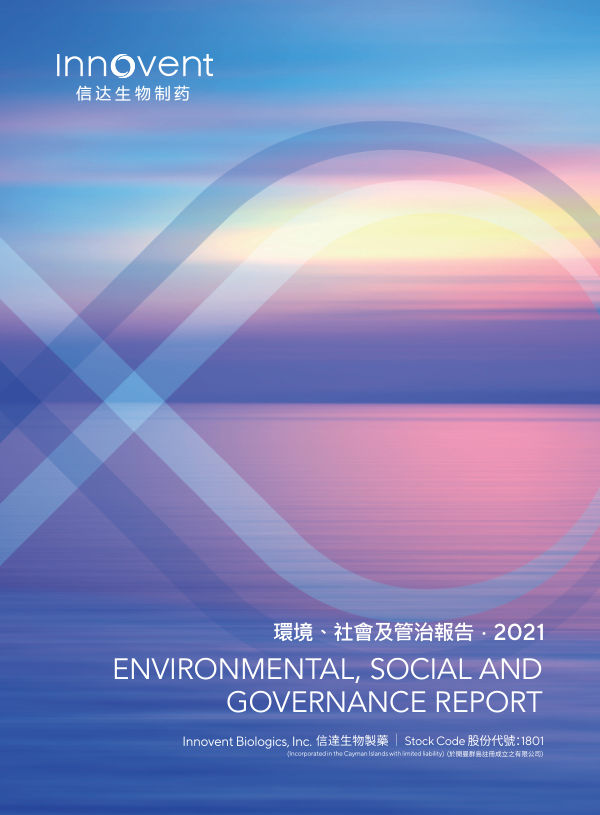 Innovent
信达生物制药
環境、社會及管治報告 · 2021
ENVIRONMENTAL, SOCIAL AND
GOVERNANCE REPORT
Innovent Biologics, Inc. 信達生物製藥 | Stock Code 股份代號：1801
(Incorporated in the Cayman Islands with limited liability) (於開曼群島註冊成立之有限公司)